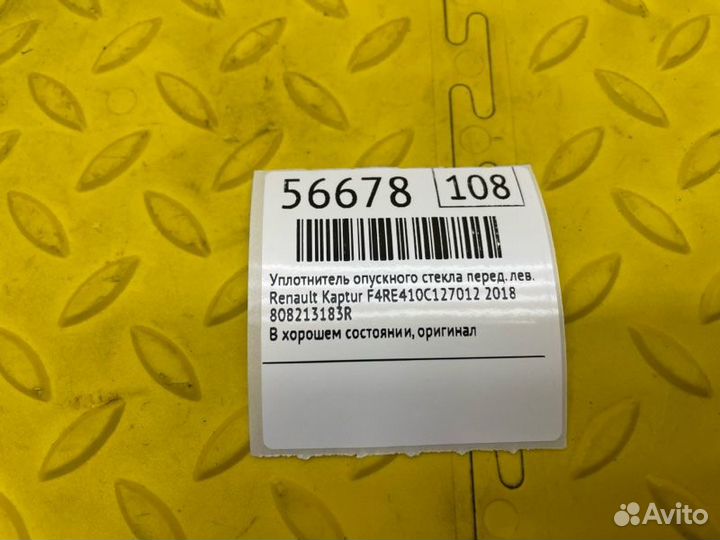 56678 108
Уплотнитель опускного стекла перед. лев.
Renault Kaptur F4RE410C127012 2018
808213183R
В хорошем состоянии, оригинал
Avito